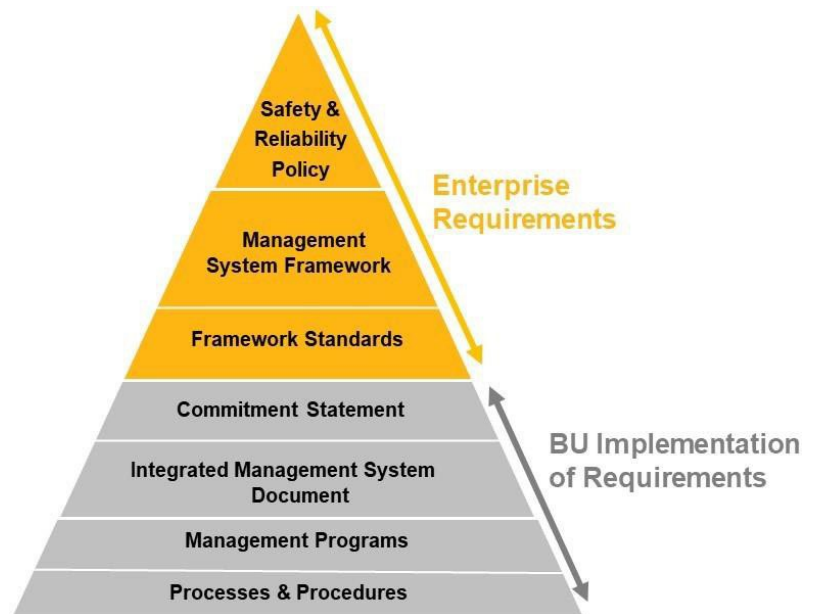 Safety &
Reliability
Policy
Enterprise
Requirements
Management
System Framework
Framework Standards
Commitment Statement
BU Implementation
of Requirements
Integrated Management System
Document
Management Programs
Processes & Procedures